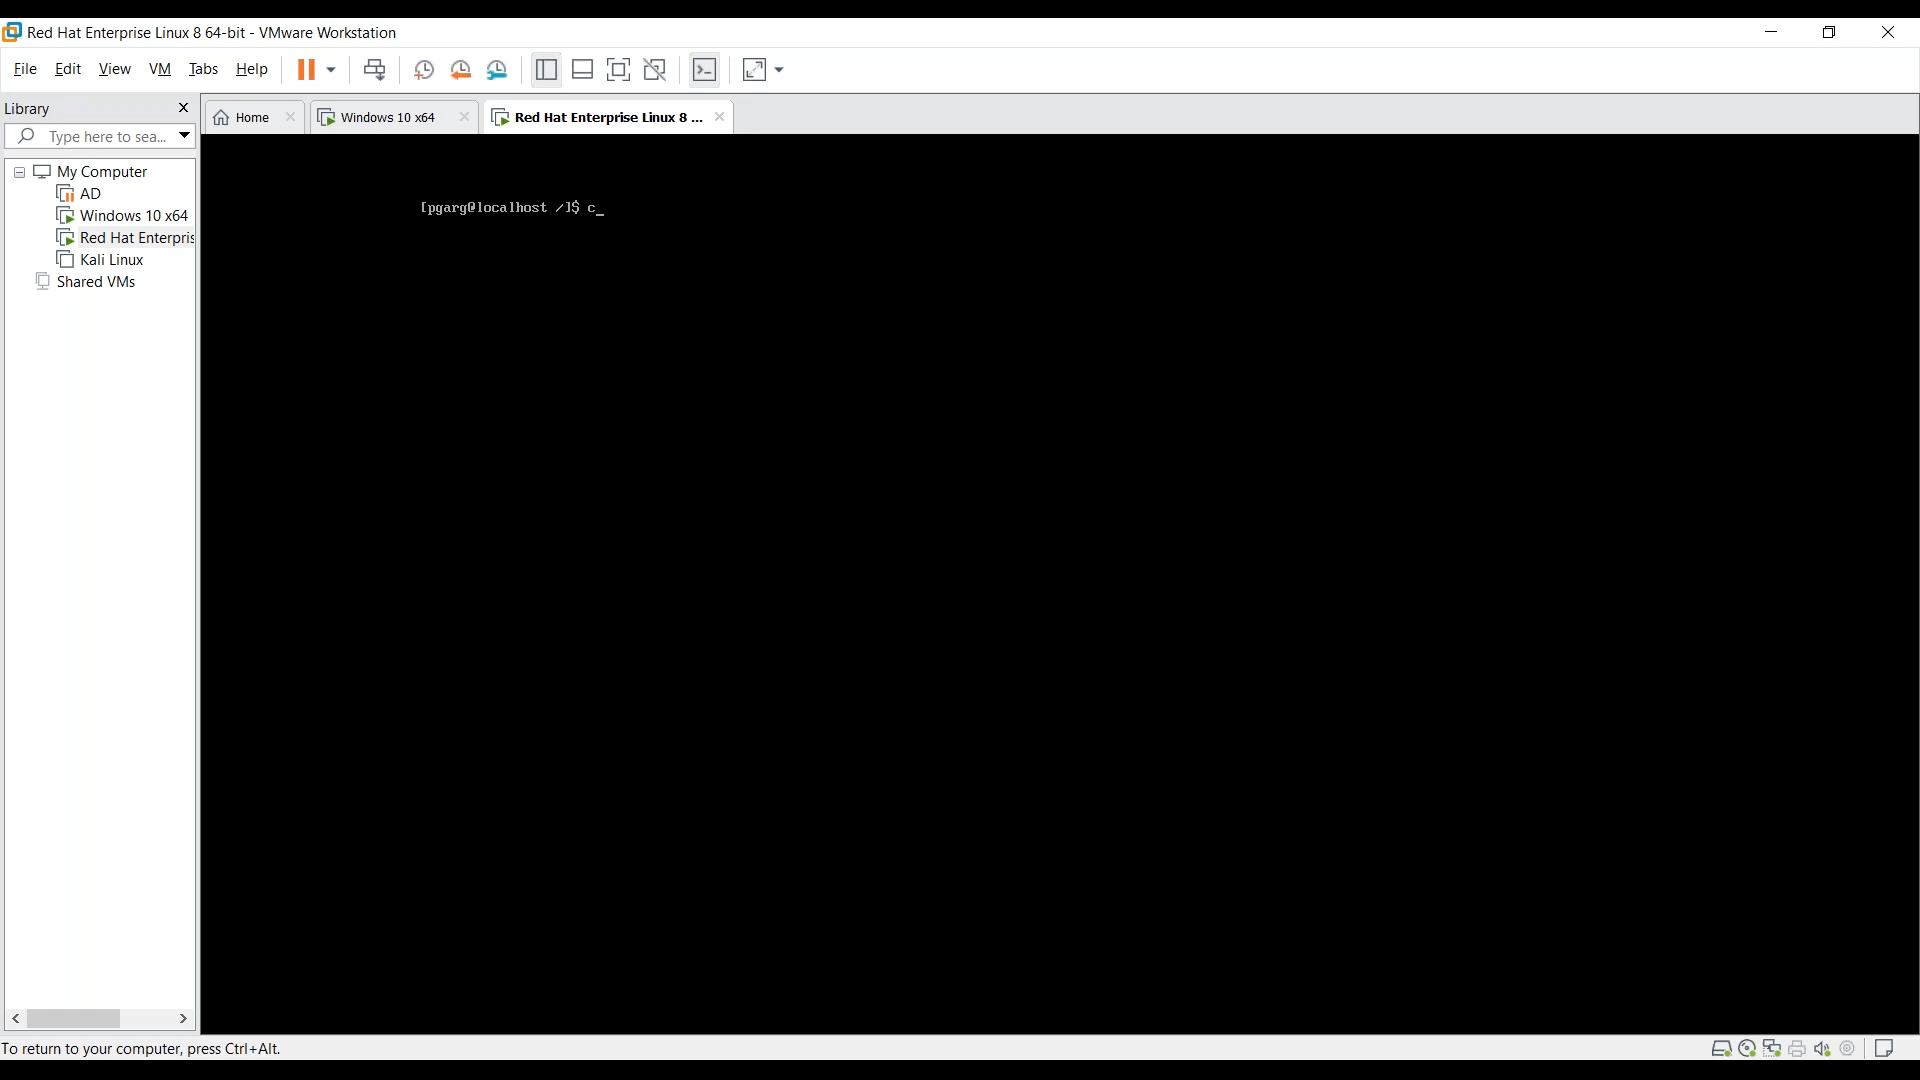 Red Hat Enterprise Linux 8 64-bit - VMware Workstation
File Edit View VM Tabs Help
Library
Home
Windows 10 x64
Red Hat Enterprise Linux 8 ...
Type here to sea...
My Computer
AD
Windows 10 x64
Red Hat Enterpris
Kali Linux
Shared VMs
[pgarg@localhost /]$ c_
To return to your computer, press Ctrl+Alt.